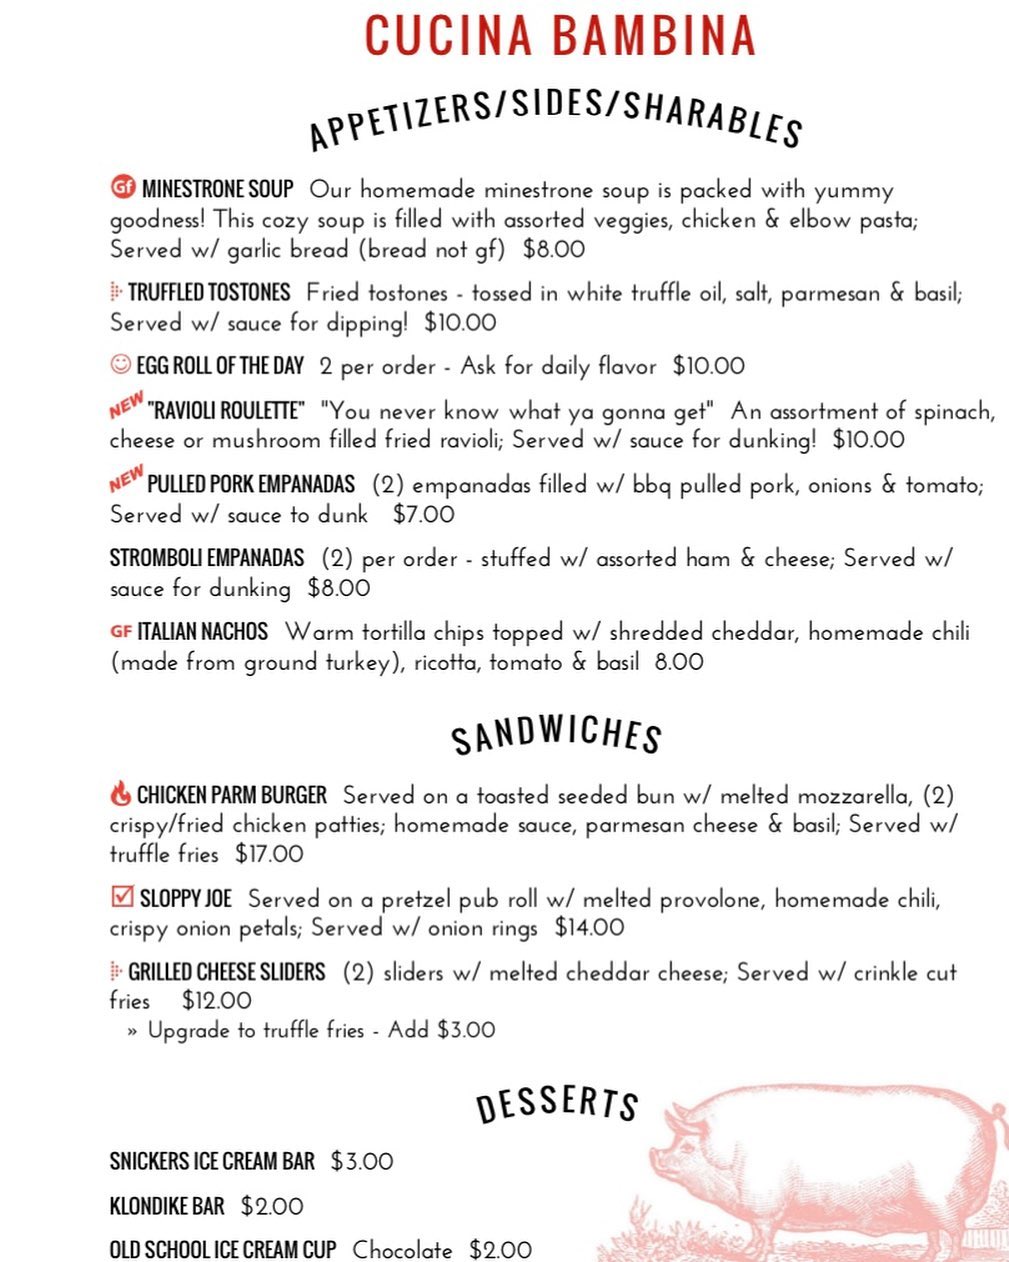 CUCINA BAMBINA
APPETIZERS/SIDES/SHARABLES
Gf MINESTRONE SOUP Our homemade minestrone soup is packed with yummy
goodness! This cozy soup is filled with assorted veggies, chicken & elbow pasta;
Served w/ garlic bread (bread not gf) $8.00
TRUFFLED TOSTONES Fried tostones - tossed in white truffle oil, salt, parmesan & basil;
Served w/ sauce for dipping! $10.00
EGG ROLL OF THE DAY 2 per order - Ask for daily flavor $10.00
NEW "RAVIOLI ROULETTE" "You never know what ya gonna get" An assortment of spinach,
cheese or mushroom filled fried ravioli; Served w/ sauce for dunking! $10.00
NEW PULLED PORK EMPANADAS (2) empanadas filled w/ bbq pulled pork, onions & tomato;
Served w/ sauce to dunk $7.00
STROMBOLI EMPANADAS (2) per order - stuffed w/ assorted ham & cheese; Served w/
sauce for dunking $8.00
GF ITALIAN NACHOS Warm tortilla chips topped w/ shredded cheddar, homemade chili
(made from ground turkey), ricotta, tomato & basil 8.00
SANDWICHES
CHICKEN PARM BURGER Served on a toasted seeded bun w/ melted mozzarella, (2)
crispy/fried chicken patties; homemade sauce, parmesan cheese & basil; Served w/
truffle fries $17.00
SLOPPY JOE Served on a pretzel pub roll w/ melted provolone, homemade chili,
crispy onion petals; Served w/ onion rings $14.00
GRILLED CHEESE SLIDERS (2) sliders w/ melted cheddar cheese; Served w/ crinkle cut
fries $12.00
» Upgrade to truffle fries - Add $3.00
DESSERTS
SNICKERS ICE CREAM BAR $3.00
KLONDIKE BAR $2.00
OLD SCHOOL ICE CREAM CUP Chocolate $2.00